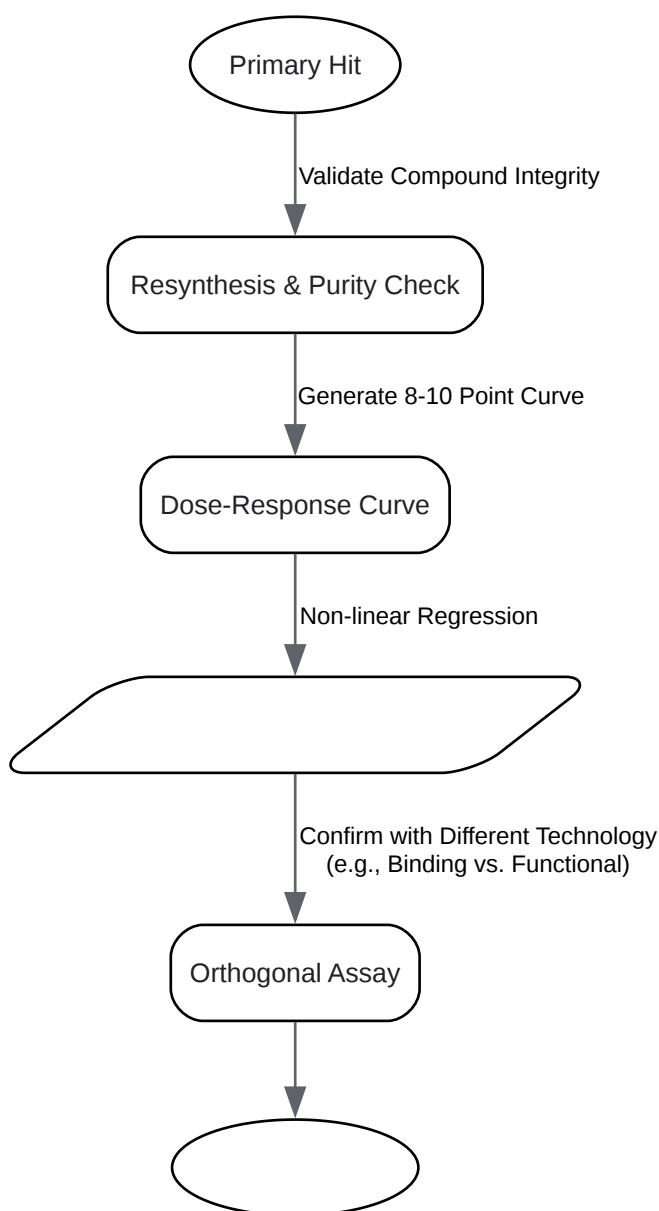 Primary Hit
Validate Compound Integrity
Resynthesis & Purity Check
Generate 8-10 Point Curve
Dose-Response Curve
Non-linear Regression
Confirm with Different Technology
(e.g., Binding vs. Functional)
Orthogonal Assay